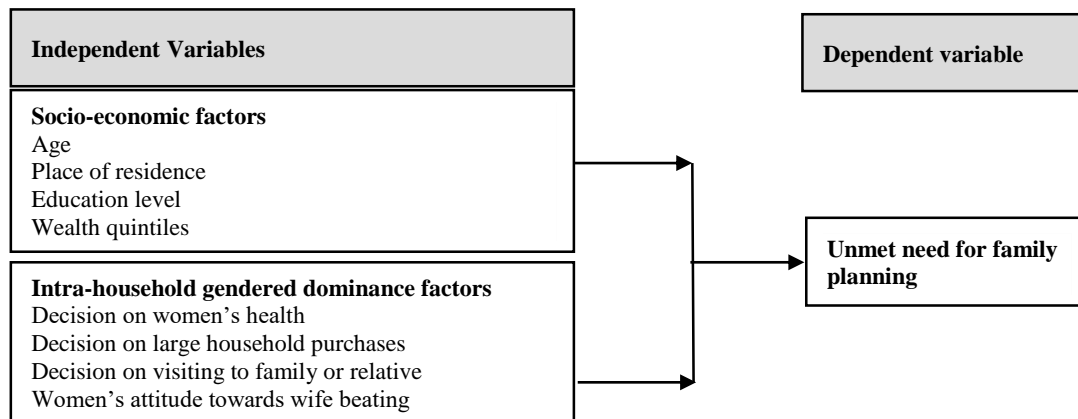 Independent Variables
Dependent variable
Socio-economic factors
Age
Place of residence
Education level
Wealth quintiles
Intra-household gendered dominance factors
Decision on women’s health
Decision on large household purchases
Decision on visiting to family or relative
Women’s attitude towards wife beating
Unmet need for family
planning